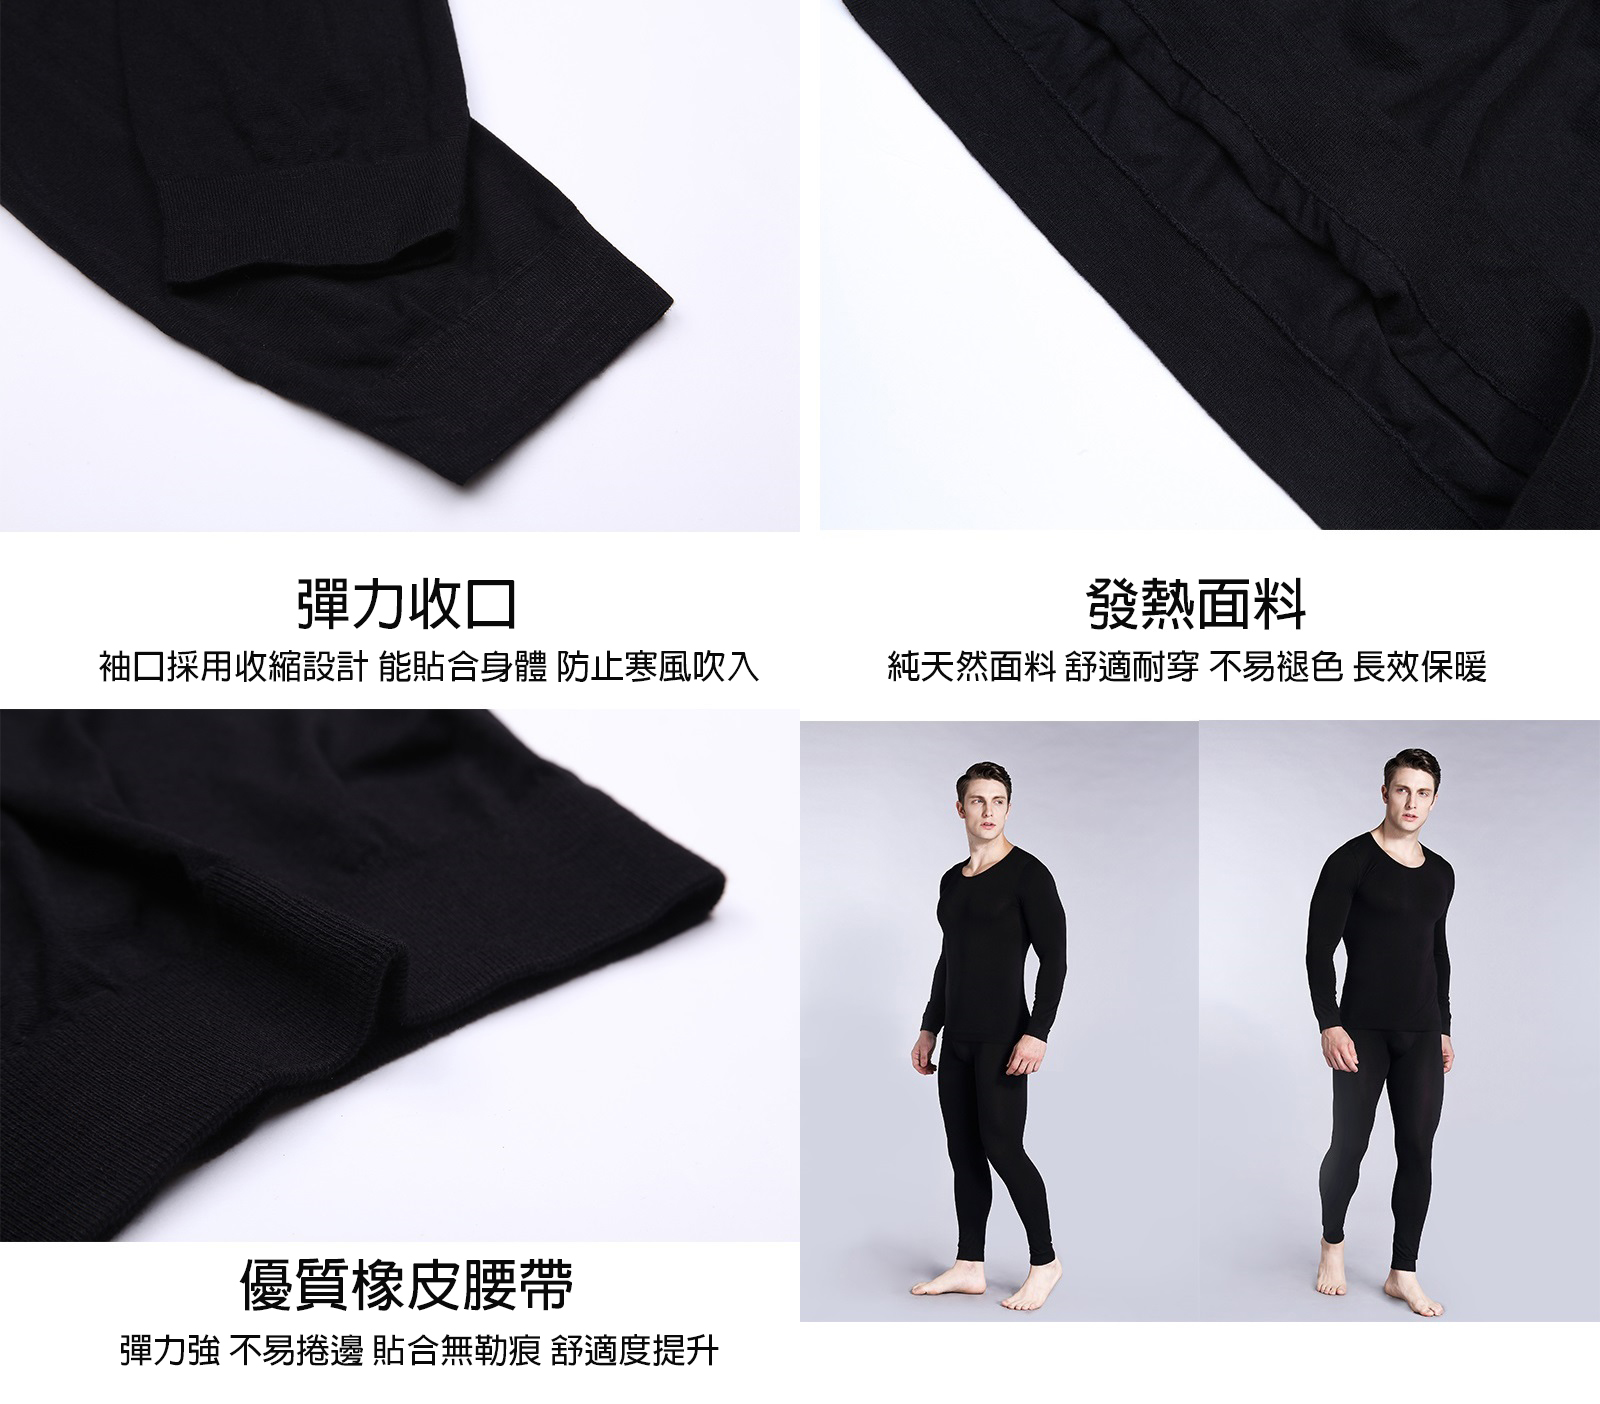 彈力收口
袖口採用收縮設計 能貼合身體 防止寒風吹入
發熱面料
純天然面料 舒適耐穿 不易褪色 長效保暖
優質橡皮腰帶
彈力強 不易捲邊 貼合無勒痕 舒適度提升